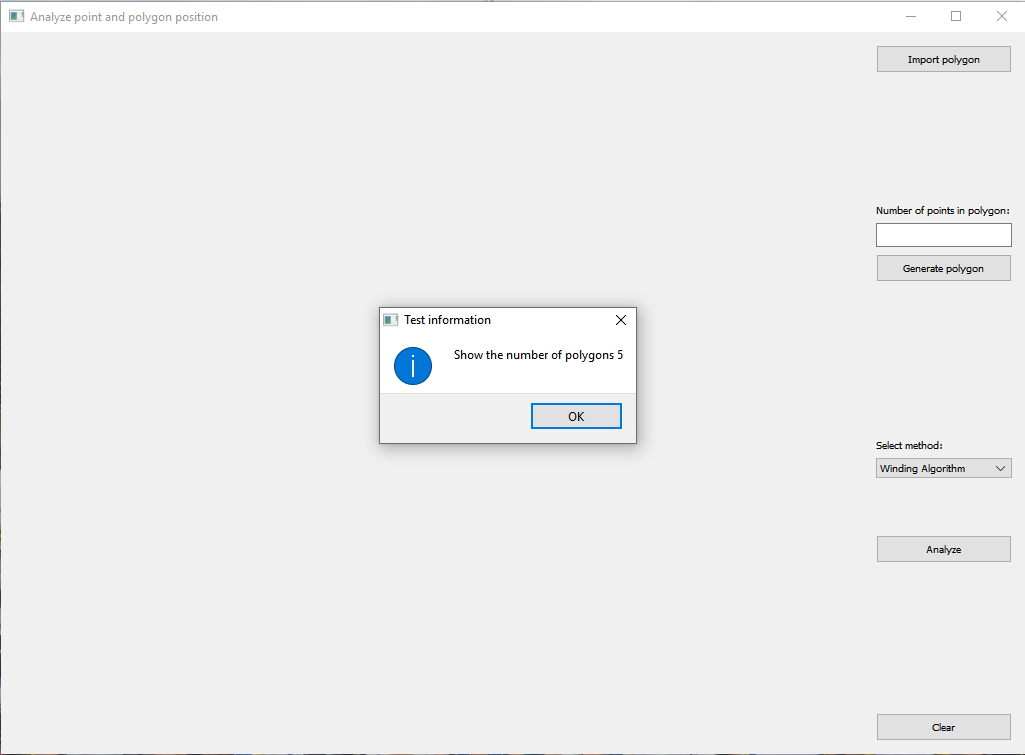 Analyze point and polygon position
Import polygon
Number of points in polygon:
Generate polygon
Test information
Show the number of polygons 5
OK
Select method:
Winding Algorithm
Analyze
Clear